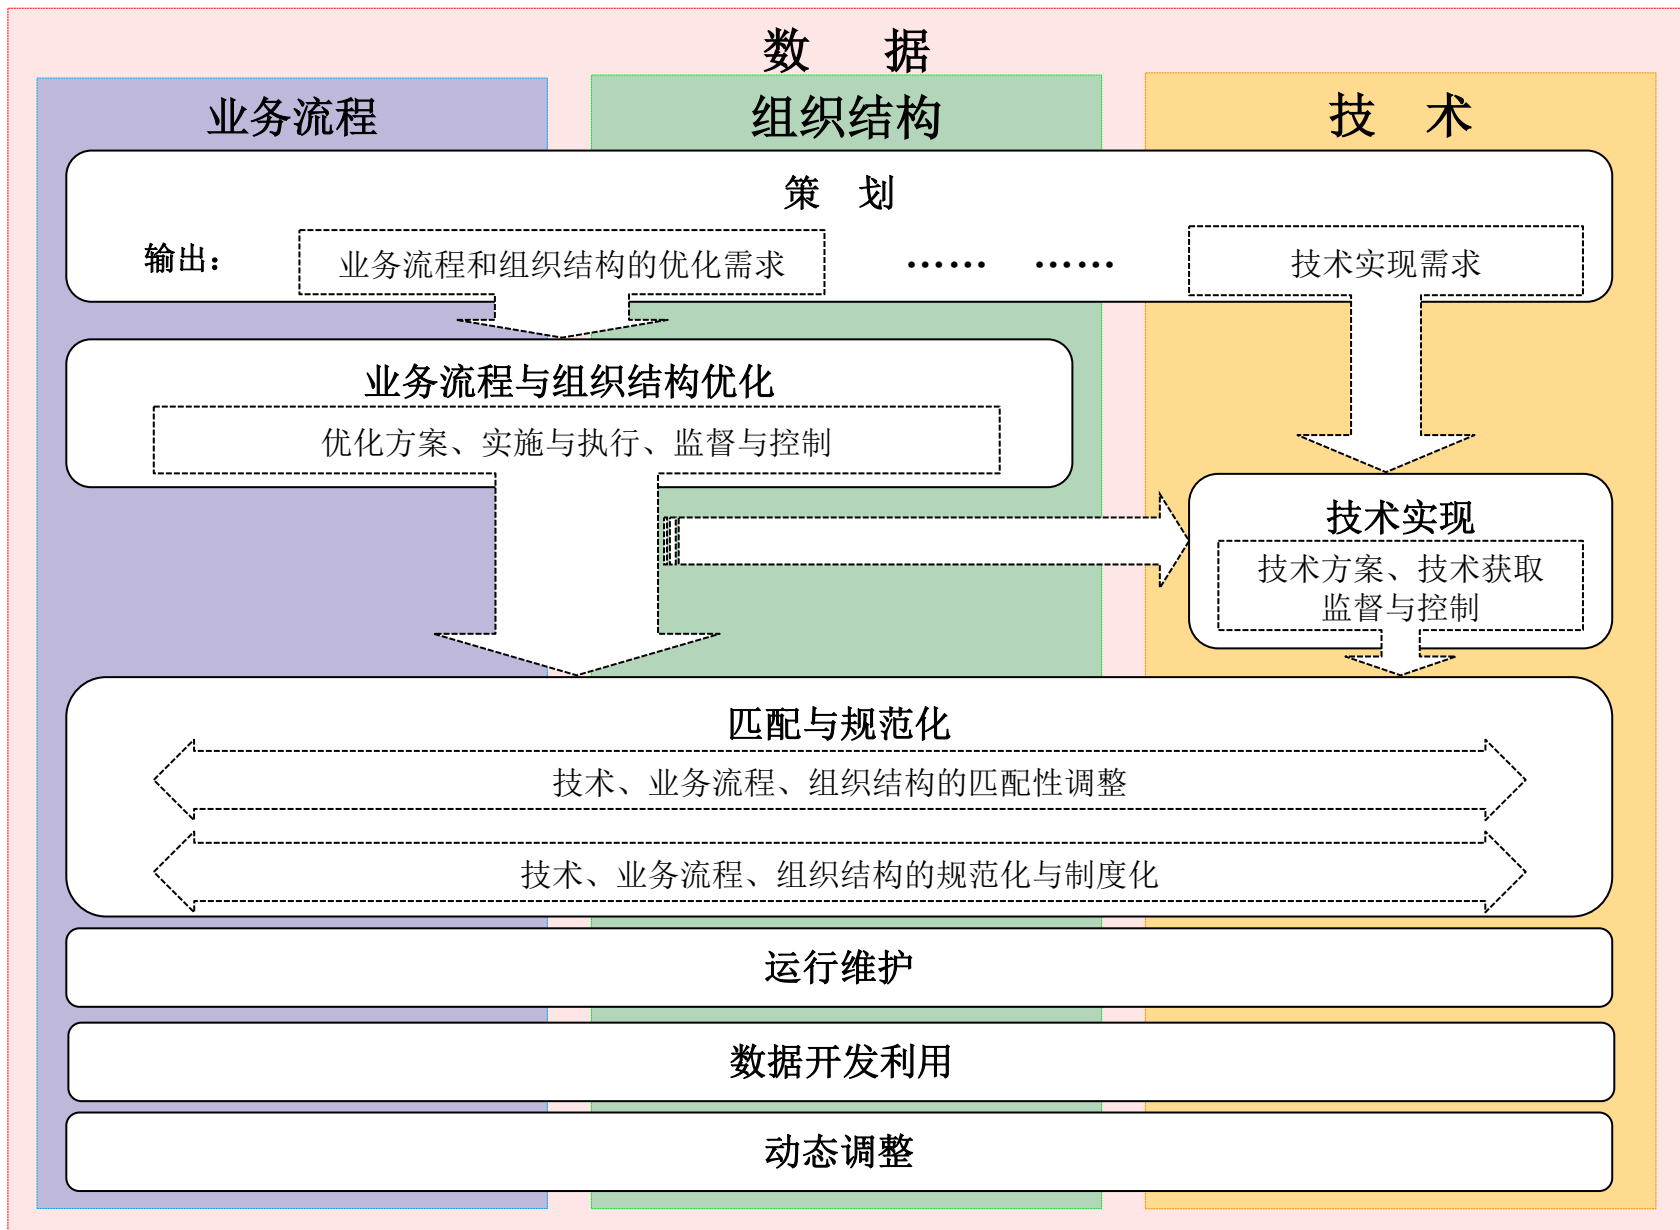 数 据
业务流程
组织结构
技 术
策 划
输出：
业务流程和组织结构的优化需求
…… ……
技术实现需求
业务流程与组织结构优化
优化方案、实施与执行、监督与控制
技术实现
技术方案、技术获取
监督与控制
匹配与规范化
技术、业务流程、组织结构的匹配性调整
技术、业务流程、组织结构的规范化与制度化
运行维护
数据开发利用
动态调整